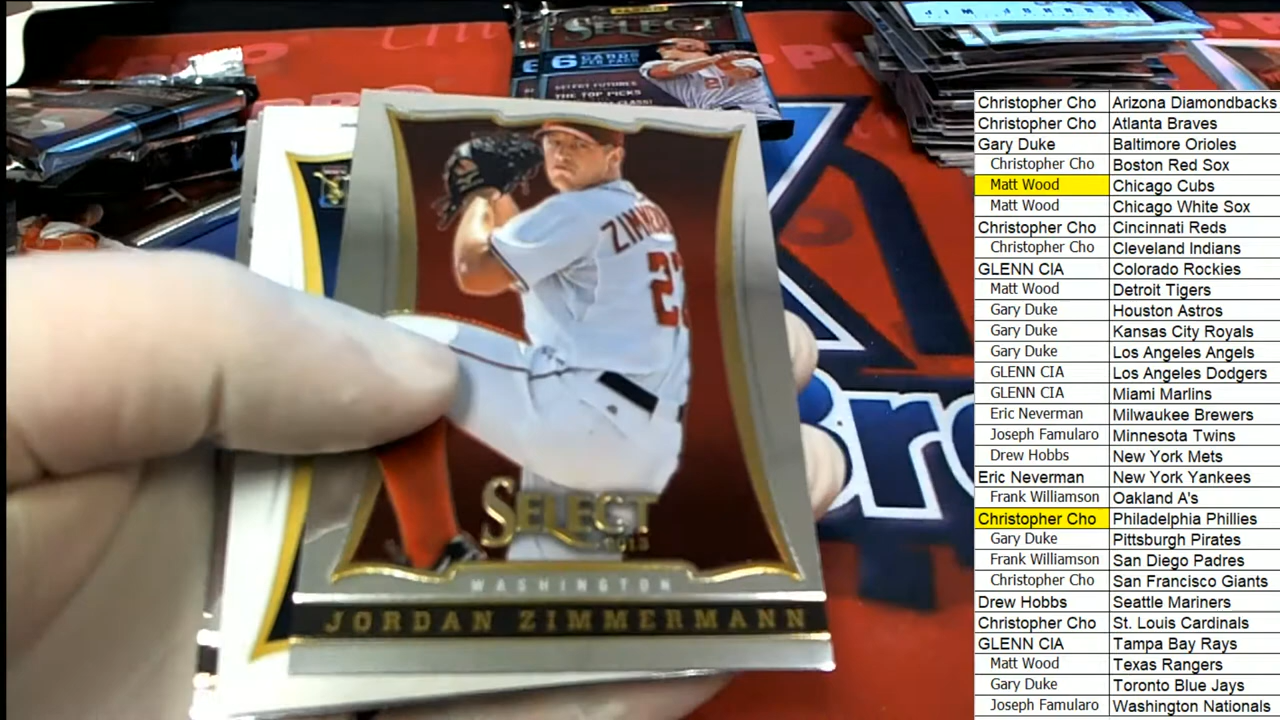 JIM JOHNSON
PANINI
SELECT
6 CARDS PER PACK
SELECT FUTURES
THE TOP PICKS
CLASS!
ZIMM
SELECT
2013
WASHINGTON
JORDAN ZIMMERMANN
Christopher Cho Arizona Diamondbacks
Christopher Cho Atlanta Braves
Gary Duke Baltimore Orioles
Christopher Cho Boston Red Sox
Matt Wood Chicago Cubs
Matt Wood Chicago White Sox
Christopher Cho Cincinnati Reds
Christopher Cho Cleveland Indians
GLENN CIA Colorado Rockies
Matt Wood Detroit Tigers
Gary Duke Houston Astros
Gary Duke Kansas City Royals
Gary Duke Los Angeles Angels
GLENN CIA Los Angeles Dodgers
GLENN CIA Miami Marlins
Eric Neverman Milwaukee Brewers
Joseph Famularo Minnesota Twins
Drew Hobbs New York Mets
Eric Neverman New York Yankees
Frank Williamson Oakland A's
Christopher Cho Philadelphia Phillies
Gary Duke Pittsburgh Pirates
Frank Williamson San Diego Padres
Christopher Cho San Francisco Giants
Drew Hobbs Seattle Mariners
Christopher Cho St. Louis Cardinals
GLENN CIA Tampa Bay Rays
Matt Wood Texas Rangers
Gary Duke Toronto Blue Jays
Joseph Famularo Washington Nationals